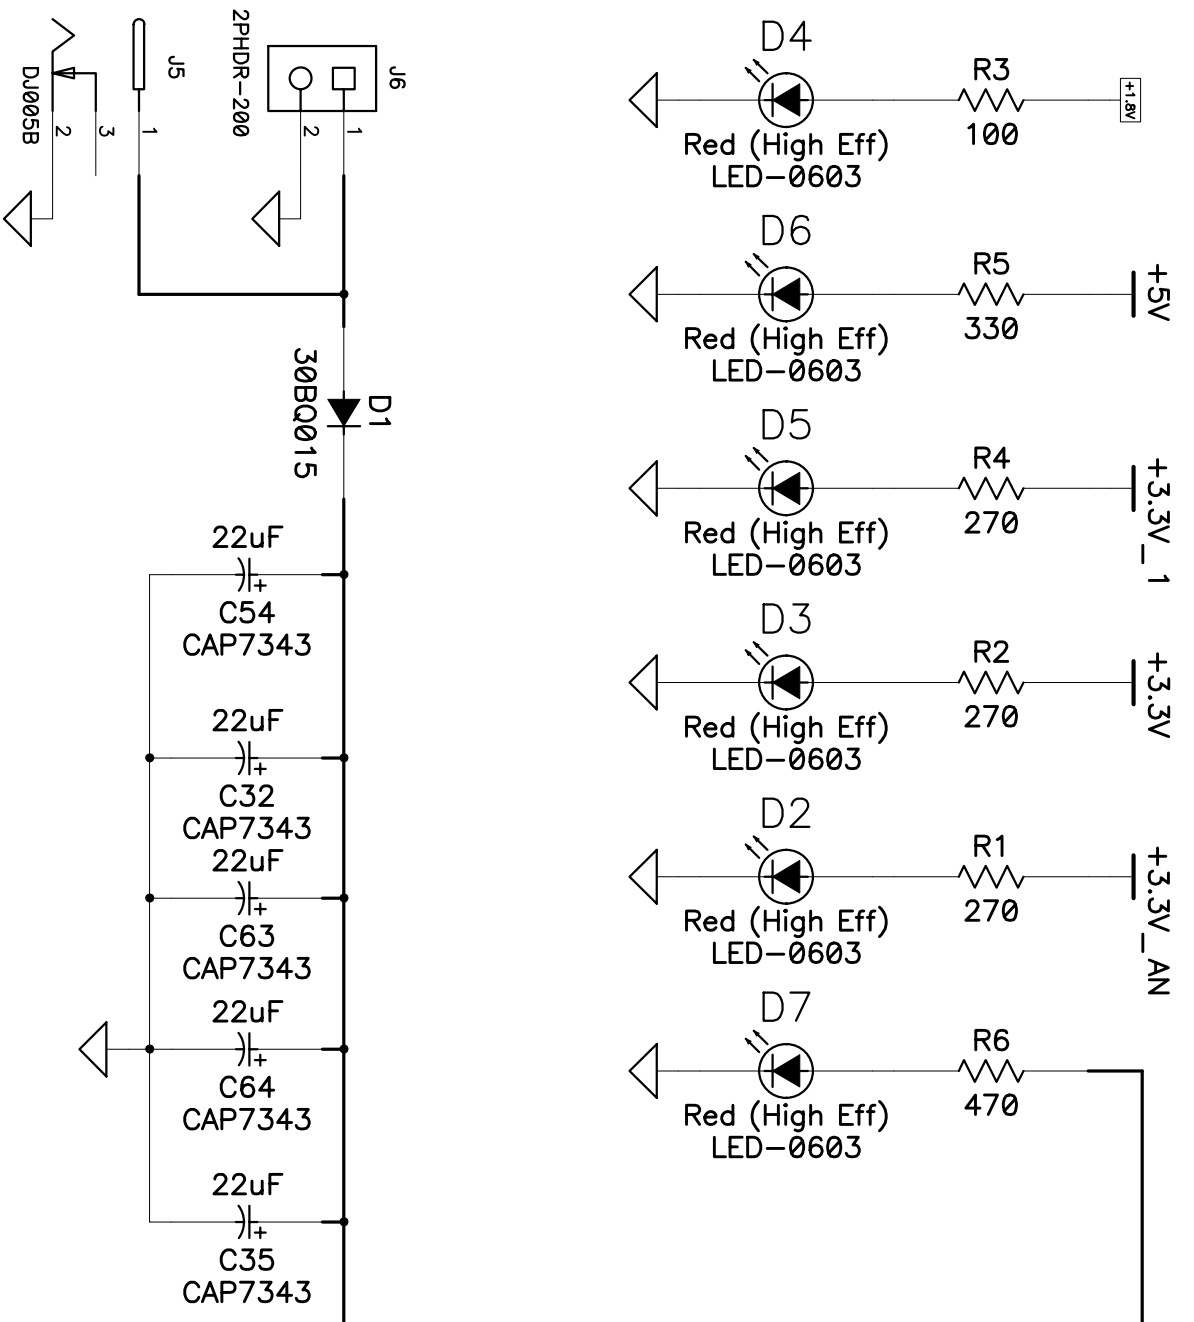 J6
2PHDR-200
1
2
J5
1
DJ005B
3
2
D1
30BQ015
22uF
C54
CAP7343
22uF
C32
CAP7343
22uF
C63
CAP7343
22uF
C64
CAP7343
22uF
C35
CAP7343
D4
Red (High Eff)
LED-0603
R3
100
+1.8V
D6
Red (High Eff)
LED-0603
R5
330
+5V
D5
Red (High Eff)
LED-0603
R4
270
+3.3V_1
D3
Red (High Eff)
LED-0603
R2
270
+3.3V
D2
Red (High Eff)
LED-0603
R1
270
+3.3V_AN
D7
Red (High Eff)
LED-0603
R6
470